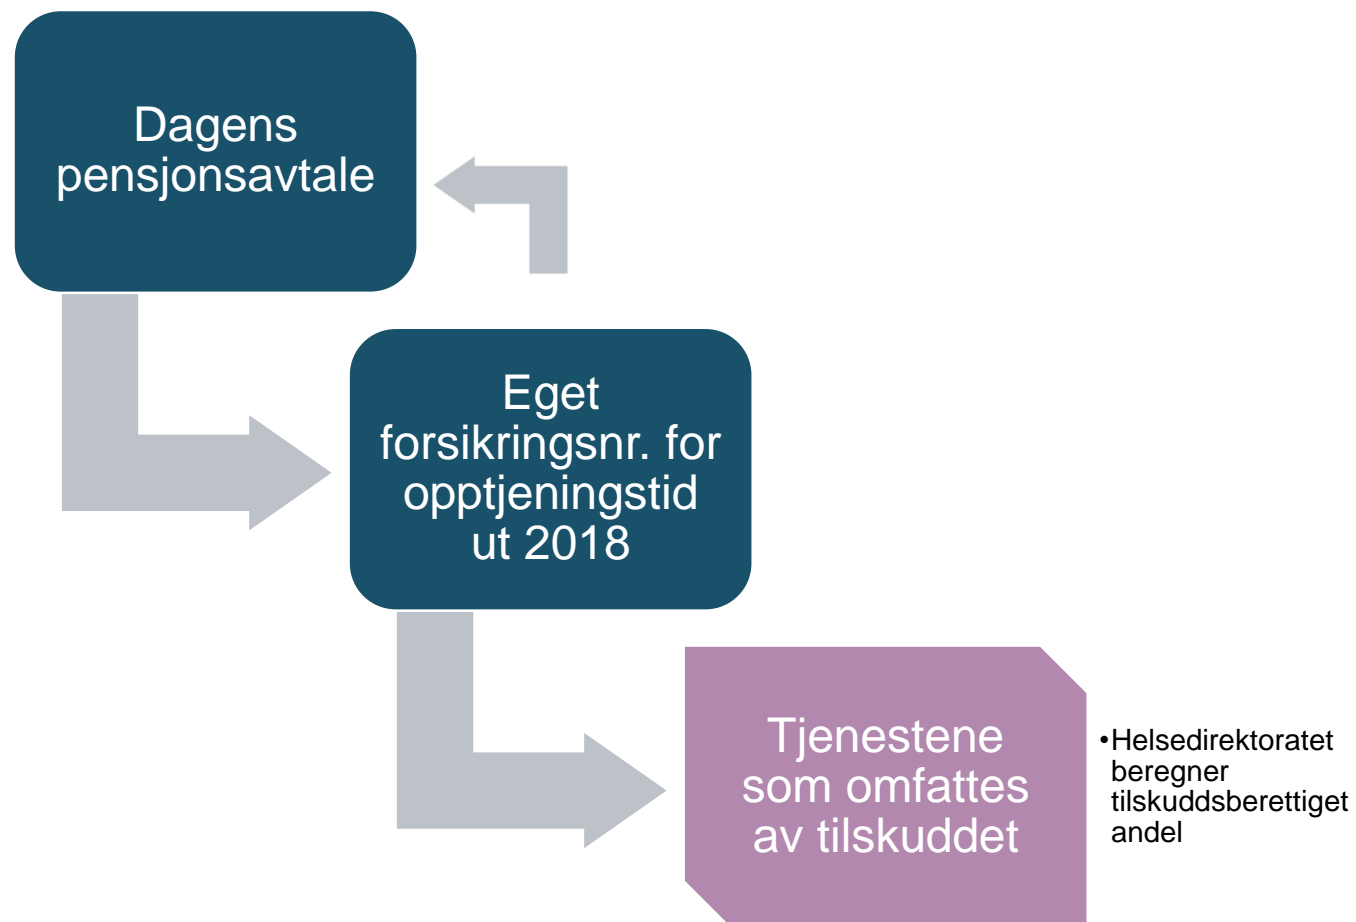 Dagens
pensjonsavtale
Eget
forsikringsnr. for
opptjeningstid
ut 2018
Tjenestene
som omfattes
av tilskuddet
•Helsedirektoratet
beregner
tilskuddsberettiget
andel